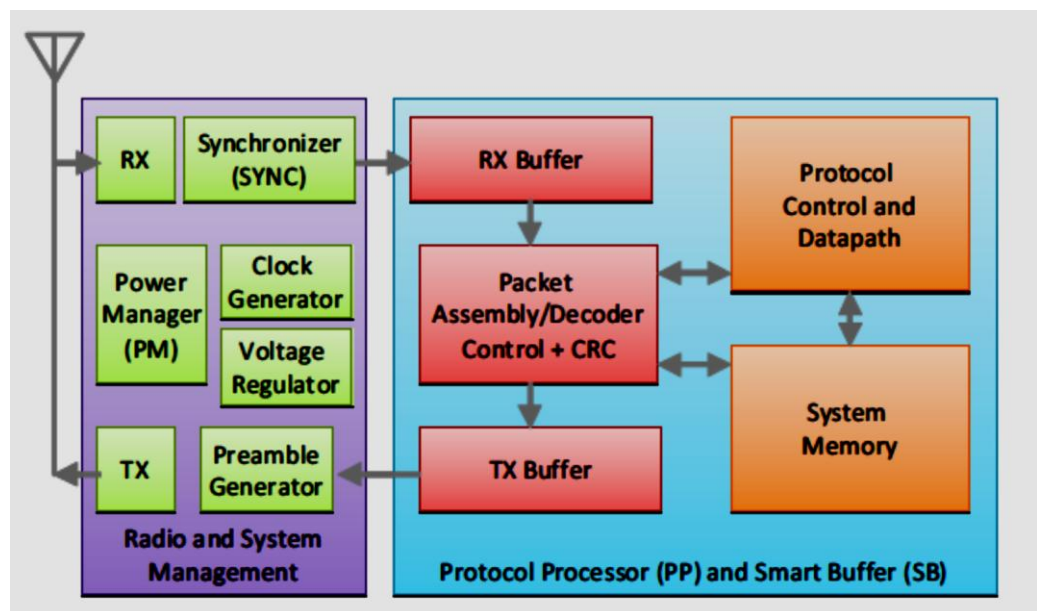 RX
Synchronizer
(SYNC)
RX Buffer
Protocol
Control and
Datapath
Power
Manager
(PM)
Clock
Generator
Voltage
Regulator
Packet
Assembly/Decoder
Control + CRC
System
Memory
TX
Preamble
Generator
TX Buffer
Radio and System
Management
Protocol Processor (PP) and Smart Buffer (SB)